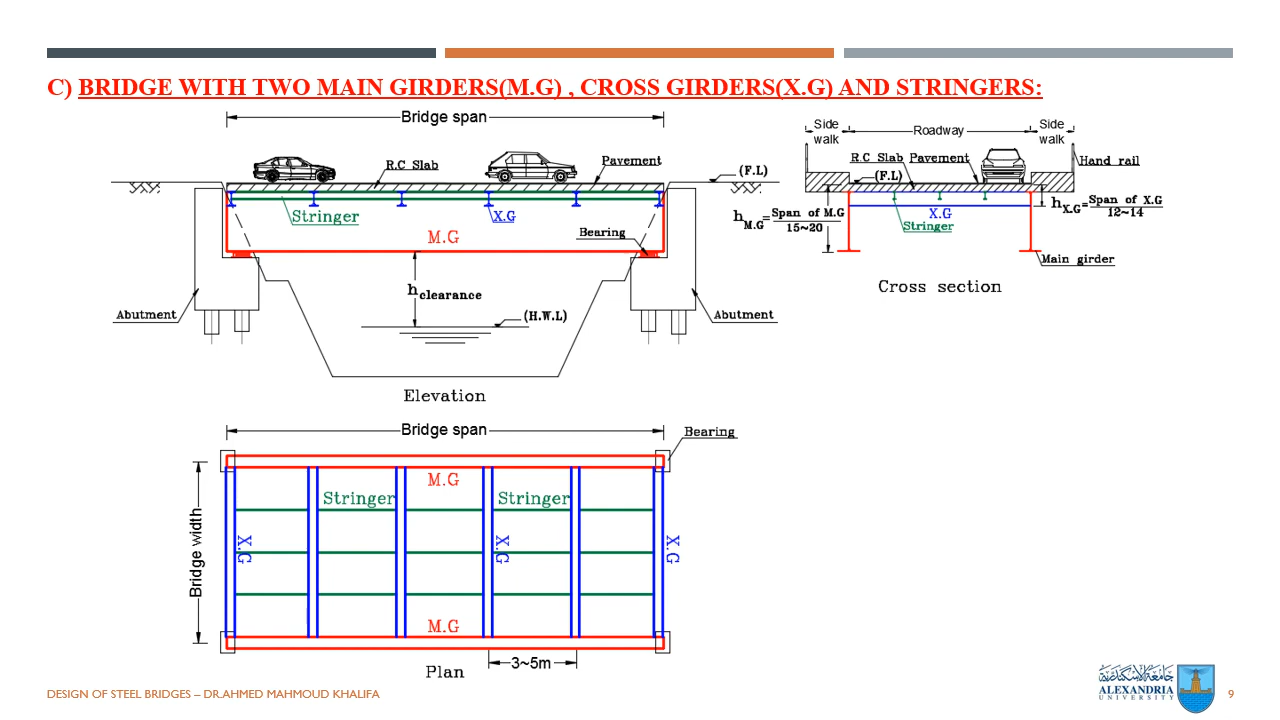 C) BRIDGE WITH TWO MAIN GIRDERS(M.G) , CROSS GIRDERS(X.G) AND STRINGERS:
Bridge span
R.C Slab
Pavement
(F.L)
Stringer
X.G
M.G
Bearing
h clearance
(H.W.L)
Abutment
Abutment
Elevation
Side walk
Roadway
Side walk
R.C Slab
Pavement
Hand rail
(F.L)
h M.G = Span of M.G / 15~20
X.G
h X.G = Span of X.G / 12~14
Stringer
Main girder
Cross section
Bridge span
Bearing
M.G
Stringer
Stringer
Bridge width
X.G
X.G
X.G
M.G
3~5m
Plan
DESIGN OF STEEL BRIDGES – DR.AHMED MAHMOUD KHALIFA
جامعة الإسكندرية
ALEXANDRIA
UNIVERSITY
9